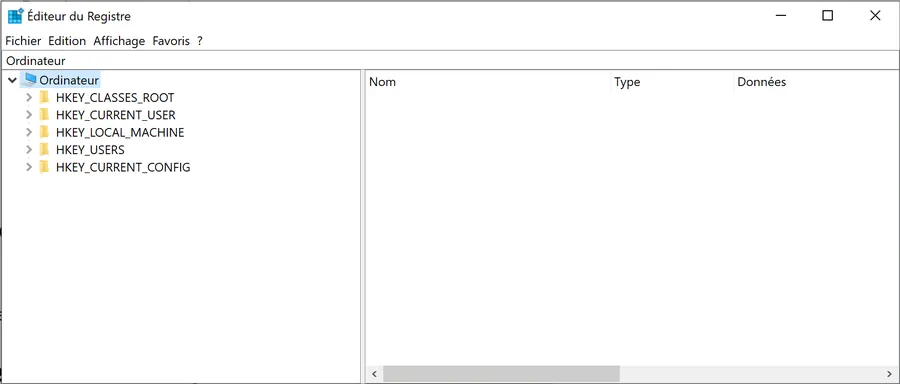 Éditeur du Registre
Fichier Edition Affichage Favoris ?
Ordinateur
Ordinateur
HKEY_CLASSES_ROOT
HKEY_CURRENT_USER
HKEY_LOCAL_MACHINE
HKEY_USERS
HKEY_CURRENT_CONFIG
Nom Type Données